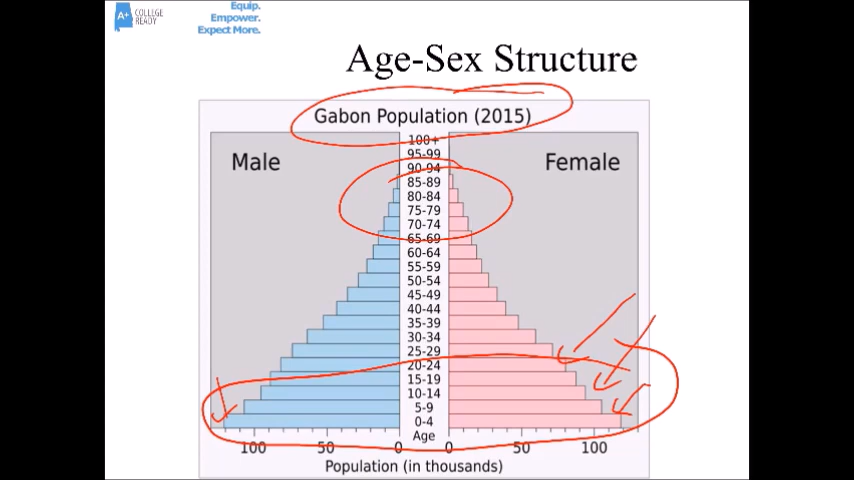 A+ COLLEGE
READY
Equip.
Empower.
Expect More.
Age-Sex Structure
Gabon Population (2015)
Male
Female
100+
95-99
90-94
85-89
80-84
75-79
70-74
65-69
60-64
55-59
50-54
45-49
40-44
35-39
30-34
25-29
20-24
15-19
10-14
5-9
0-4
Age
100 50 0 0 50 100
Population (in thousands)